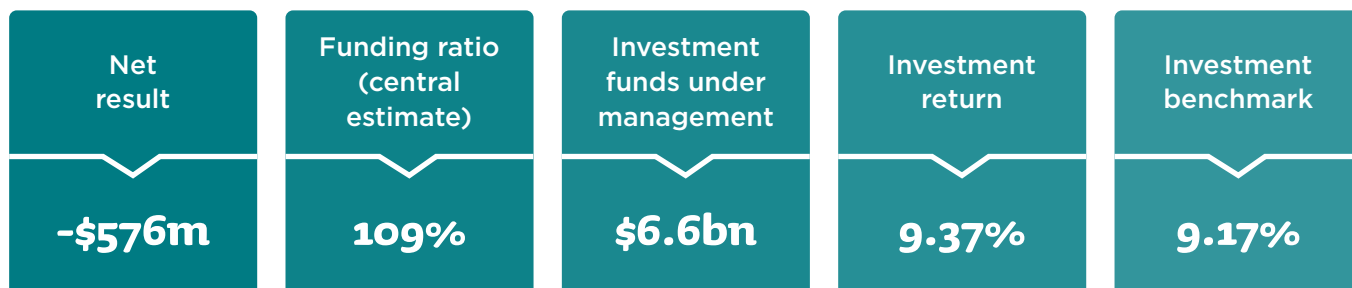 Net
result
-$576m
Funding ratio
(central
estimate)
109%
Investment
funds under
management
$6.6bn
Investment
return
9.37%
Investment
benchmark
9.17%